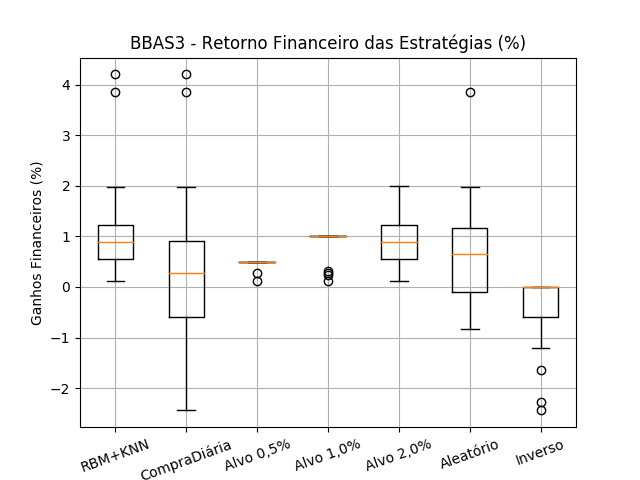 BBAS3 - Retorno Financeiro das Estratégias (%)
Ganhos Financeiros (%)
4
3
2
1
0
−1
−2
RBM+KNN
CompraDiária
Alvo 0,5%
Alvo 1,0%
Alvo 2,0%
Aleatório
Inverso